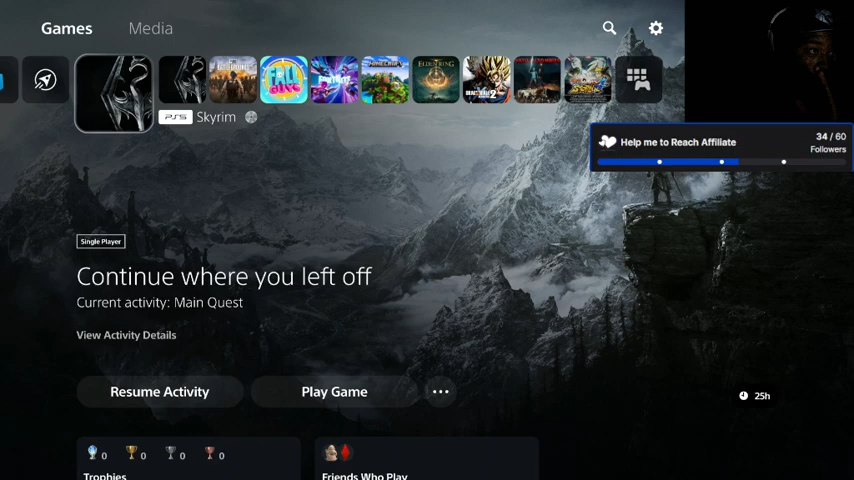 Games Media
PS5 Skyrim
Help me to Reach Affiliate
34 / 60
Followers
Single Player
Continue where you left off
Current activity: Main Quest
View Activity Details
Resume Activity Play Game
25h
0 0 0 0
Trophies
Friends Who Play